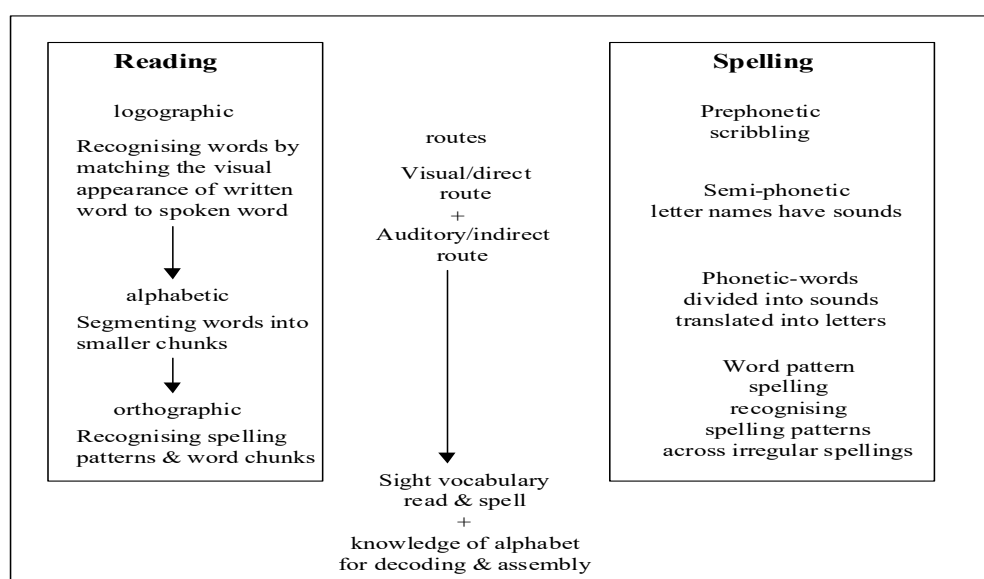 Reading
logographic
Recognising words by
matching the visual
appearance of written
word to spoken word
alphabetic
Segmenting words into
smaller chunks
orthographic
Recognising spelling
patterns & word chunks
routes
Visual/direct
route
+
Auditory/indirect
route
Sight vocabulary
read & spell
+
knowledge of alphabet
for decoding & assembly
Spelling
Prephonetic
scribbling
Semi-phonetic
letter names have sounds
Phonetic-words
divided into sounds
translated into letters
Word pattern
spelling
recognising
spelling patterns
across irregular spellings